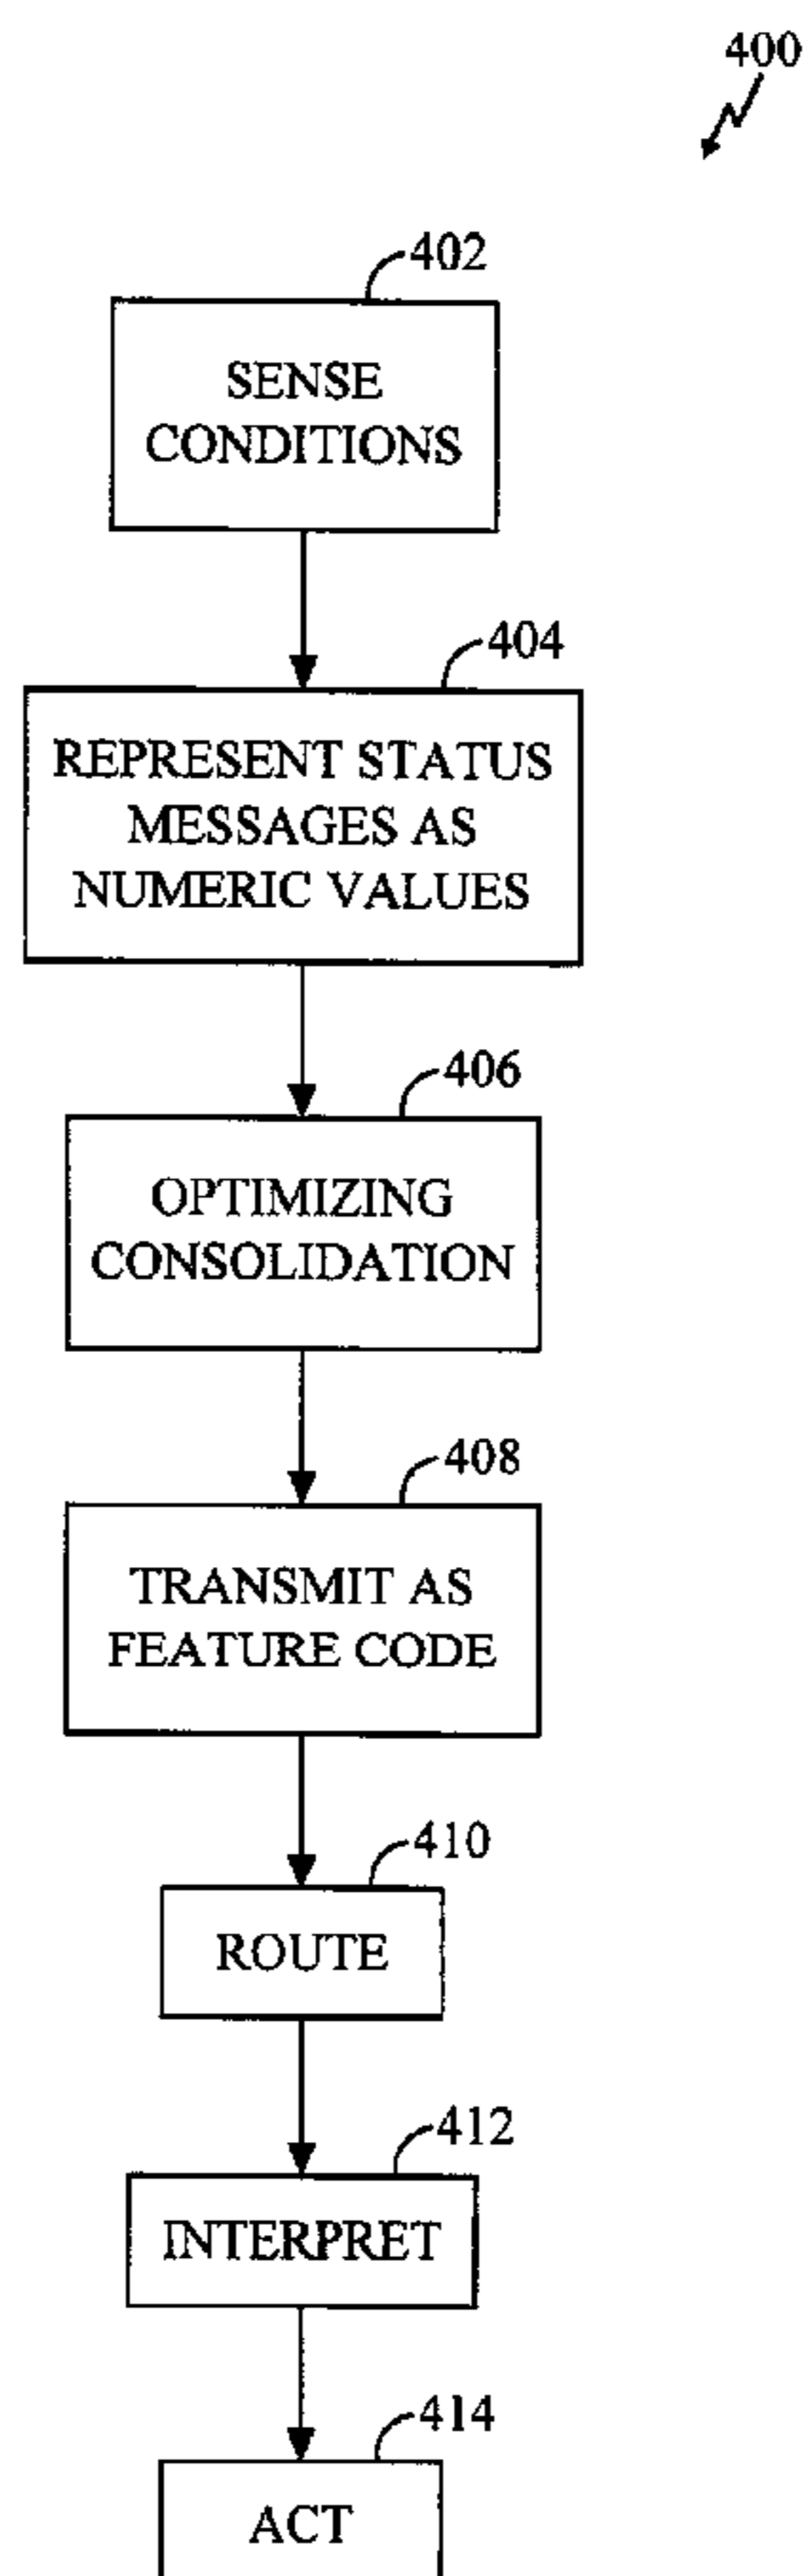 400
402
SENSE
CONDITIONS
404
REPRESENT STATUS
MESSAGES AS
NUMERIC VALUES
406
OPTIMIZING
CONSOLIDATION
408
TRANSMIT AS
FEATURE CODE
410
ROUTE
412
INTERPRET
414
ACT